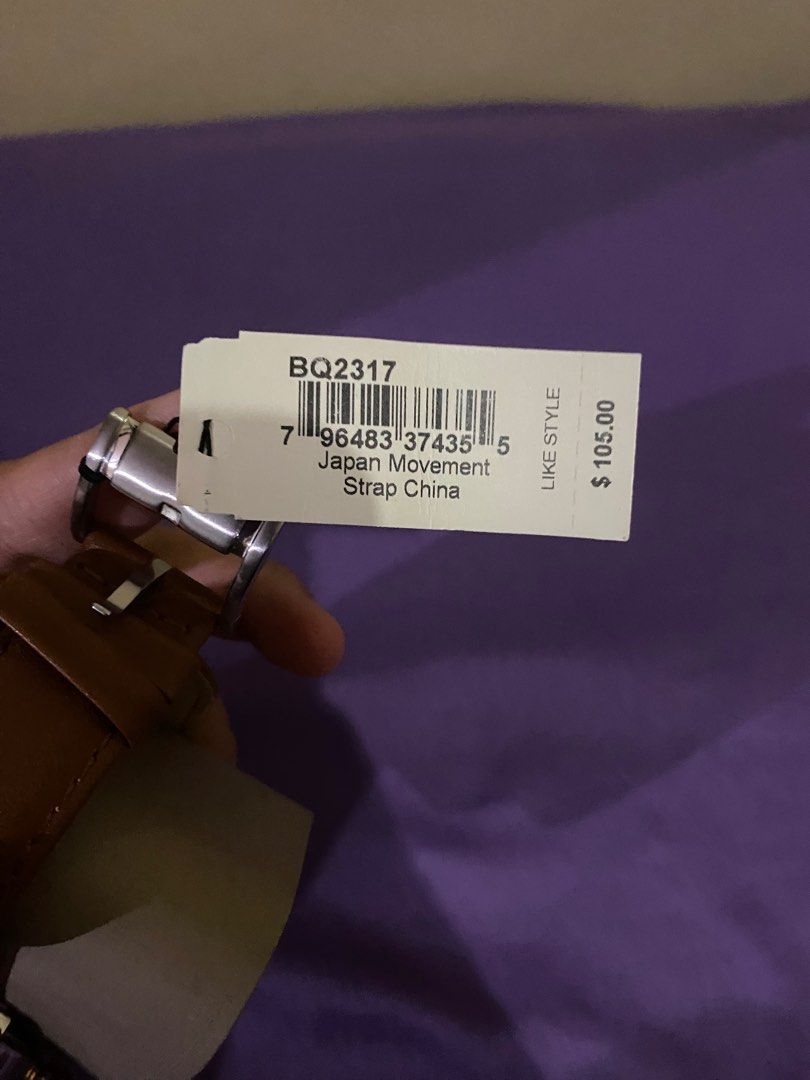 BQ2317
7 96483 37435 5
Japan Movement
Strap China
LIKE STYLE
$105.00